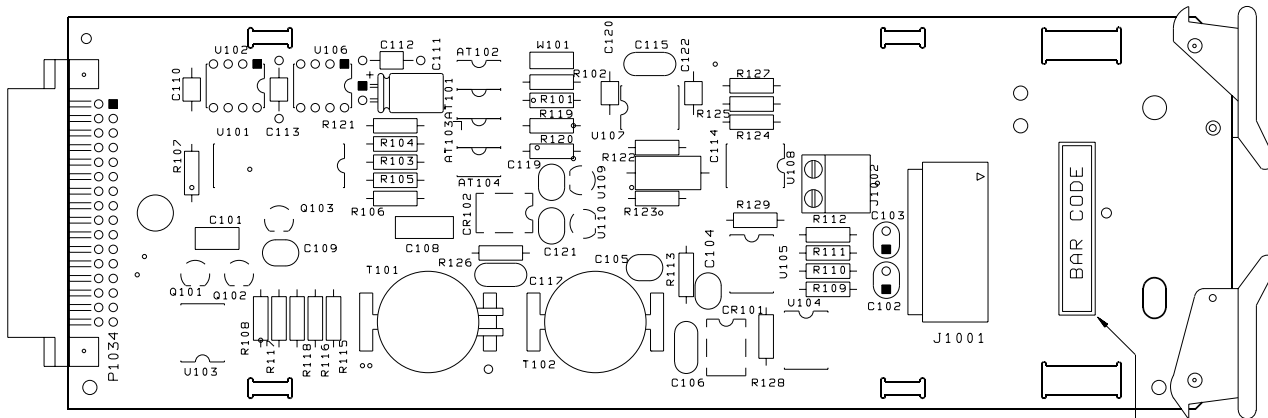 C120
U102
U106
C112
C111
AT102
W101
C115
C122
R102
R127
C110
AT101
R101
R125
U101
C113
R121
R119
U107
R124
R104
AT103
R120
C114
R107
R103
C119
R122
U108
R105
AT104
U109
J1002
R106
CR102
R123
Q103
U110
R129
R112
C103
C101
C109
C108
C121
C104
R111
T101
R126
C105
R113
U105
R110
Q101
Q102
C117
R109
C102
U104
BAR CODE
CR101
P1034
R108
R117
R118
R116
R115
J1001
U103
T102
C106
R128